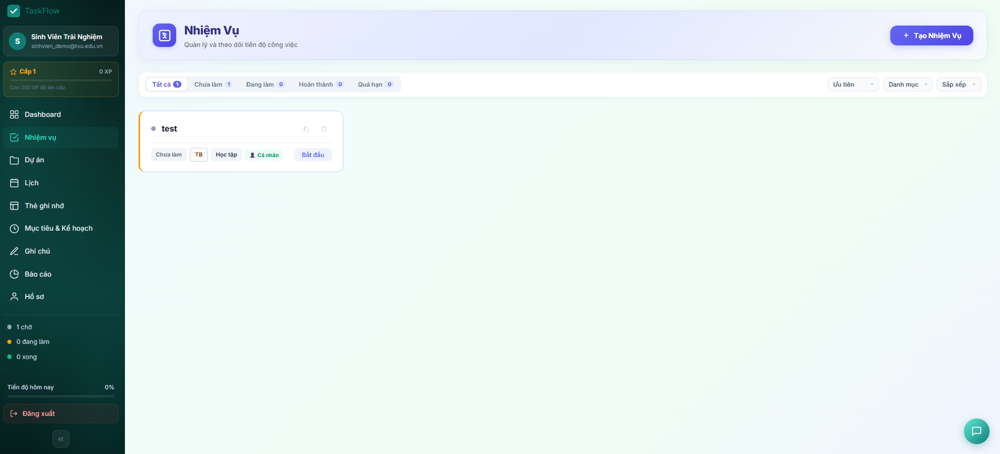 TaskFlow
S
Sinh Viên Trải Nghiệm
sinhvien_demo@tvu.edu.vn
Cấp 1
0 XP
Còn 200 XP để lên cấp
Dashboard
Nhiệm vụ
Dự án
Lịch
Thẻ ghi nhớ
Mục tiêu & Kế hoạch
Ghi chú
Báo cáo
Hồ sơ
1 chờ
0 đang làm
0 xong
Tiến độ hôm nay 0%
Đăng xuất
Nhiệm Vụ
Quản lý và theo dõi tiến độ công việc
+ Tạo Nhiệm Vụ
Tất cả 1 Chưa làm 1 Đang làm 0 Hoàn thành 0 Quá hạn 0
Ưu tiên Danh mục Sắp xếp
test
Chưa làm TB Học tập Cá nhân Bắt đầu